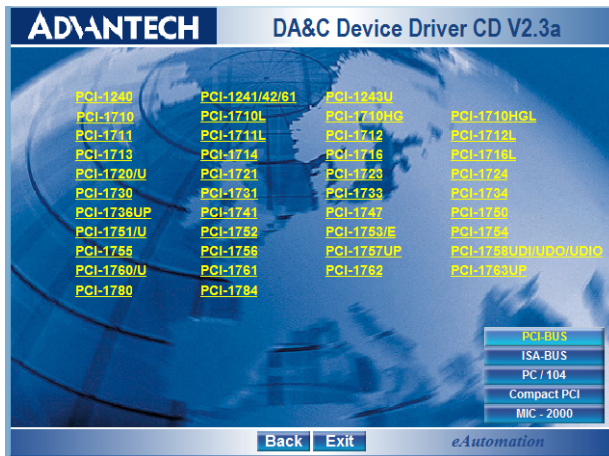 ADVANTECH DA&C Device Driver CD V2.3a
PCI-1240 PCI-1241/42/61 PCI-1243U
PCI-1710 PCI-1710L PCI-1710HG PCI-1710HGL
PCI-1711 PCI-1711L PCI-1712 PCI-1712L
PCI-1713 PCI-1714 PCI-1716 PCI-1716L
PCI-1720/U PCI-1721 PCI-1723 PCI-1724
PCI-1730 PCI-1731 PCI-1733 PCI-1734
PCI-1736UP PCI-1741 PCI-1747 PCI-1750
PCI-1751/U PCI-1752 PCI-1753/E PCI-1754
PCI-1755 PCI-1756 PCI-1757UP PCI-1758UDI/UDO/UDIO
PCI-1760/U PCI-1761 PCI-1762 PCI-1763UP
PCI-1780 PCI-1784
PCI-BUS
ISA-BUS
PC / 104
Compact PCI
MIC - 2000
Back Exit eAutomation